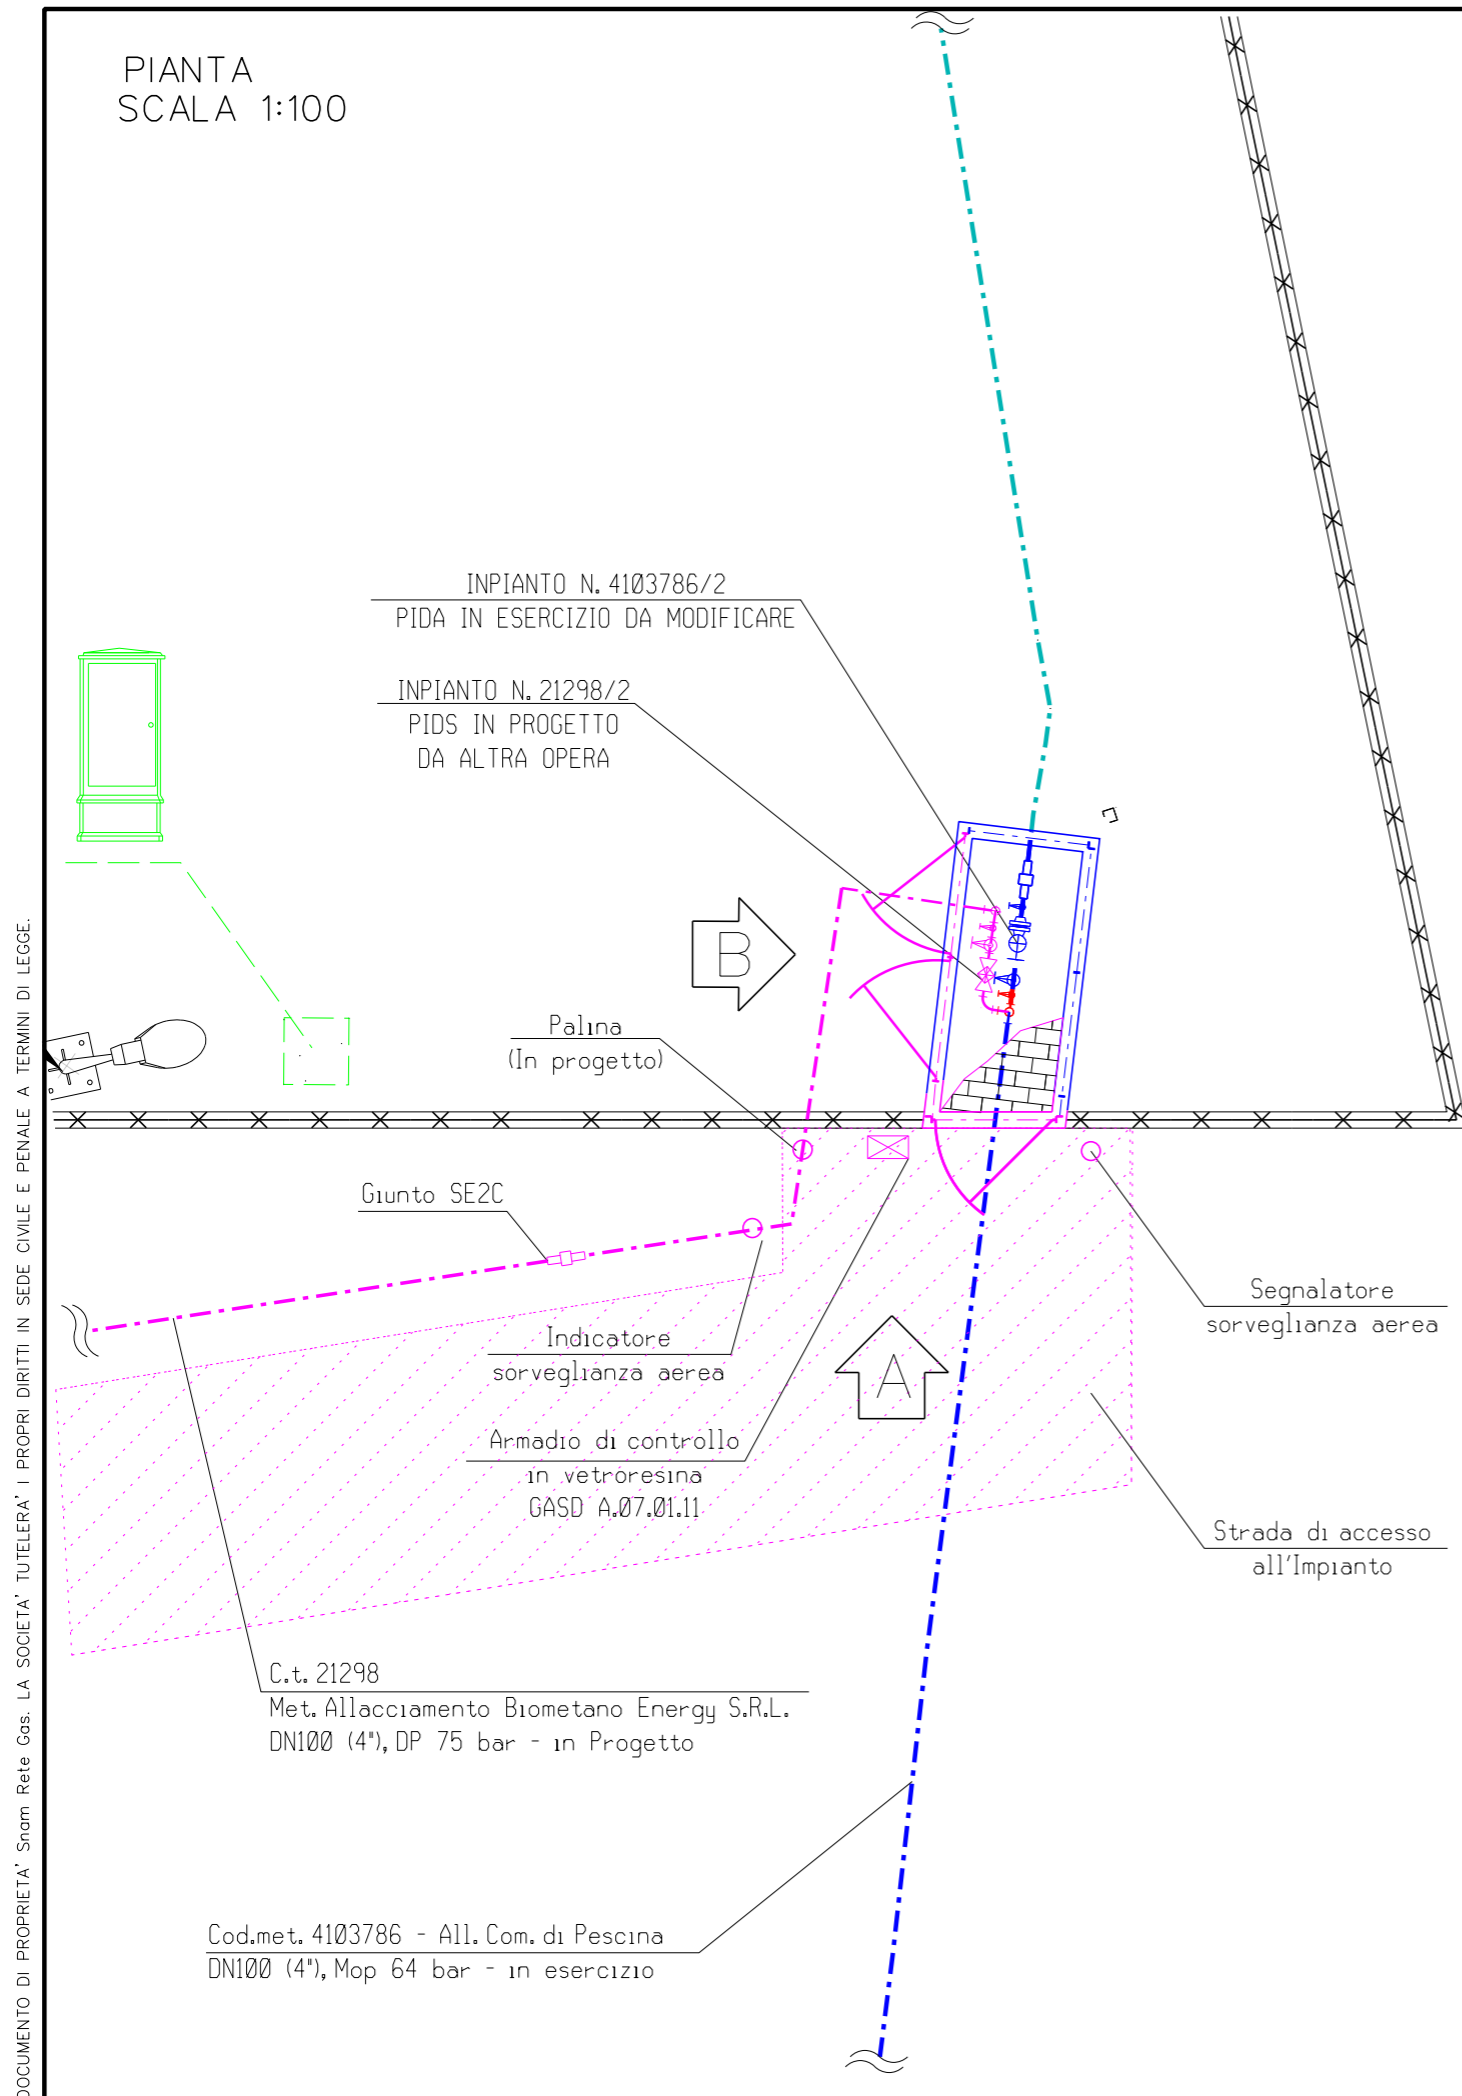 PIANTA
SCALA 1:100
INPIANTO N. 4103786/2
PIDA IN ESERCIZIO DA MODIFICARE
INPIANTO N. 21298/2
PIDS IN PROGETTO
DA ALTRA OPERA
B
Palina
(In progetto)
Giunto SE2C
Indicatore
sorveglianza aerea
Segnalatore
sorveglianza aerea
A
Armadio di controllo
in vetroresina
GASD A.07.01.11
Strada di accesso
all'Impianto
C.t. 21298
Met. Allacciamento Biometano Energy S.R.L.
DN100 (4"), DP 75 bar - in Progetto
Cod.met. 4103786 - All. Com. di Pescina
DN100 (4"), Mop 64 bar - in esercizio
DOCUMENTO DI PROPRIETA' Snam Rete Gas. LA SOCIETA' TUTELERA' I PROPRI DIRITTI IN SEDE CIVILE E PENALE A TERMINI DI LEGGE.